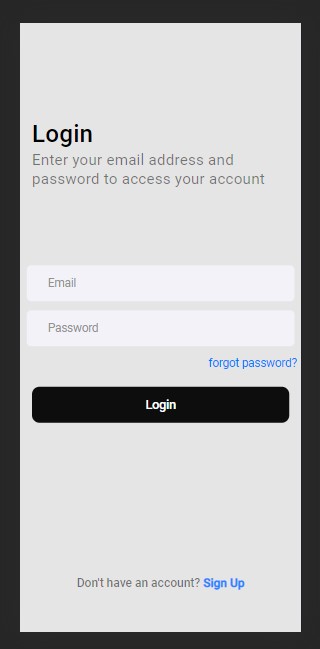 Login
Enter your email address and
password to access your account
Email
Password
forgot password?
Login
Don't have an account? Sign Up